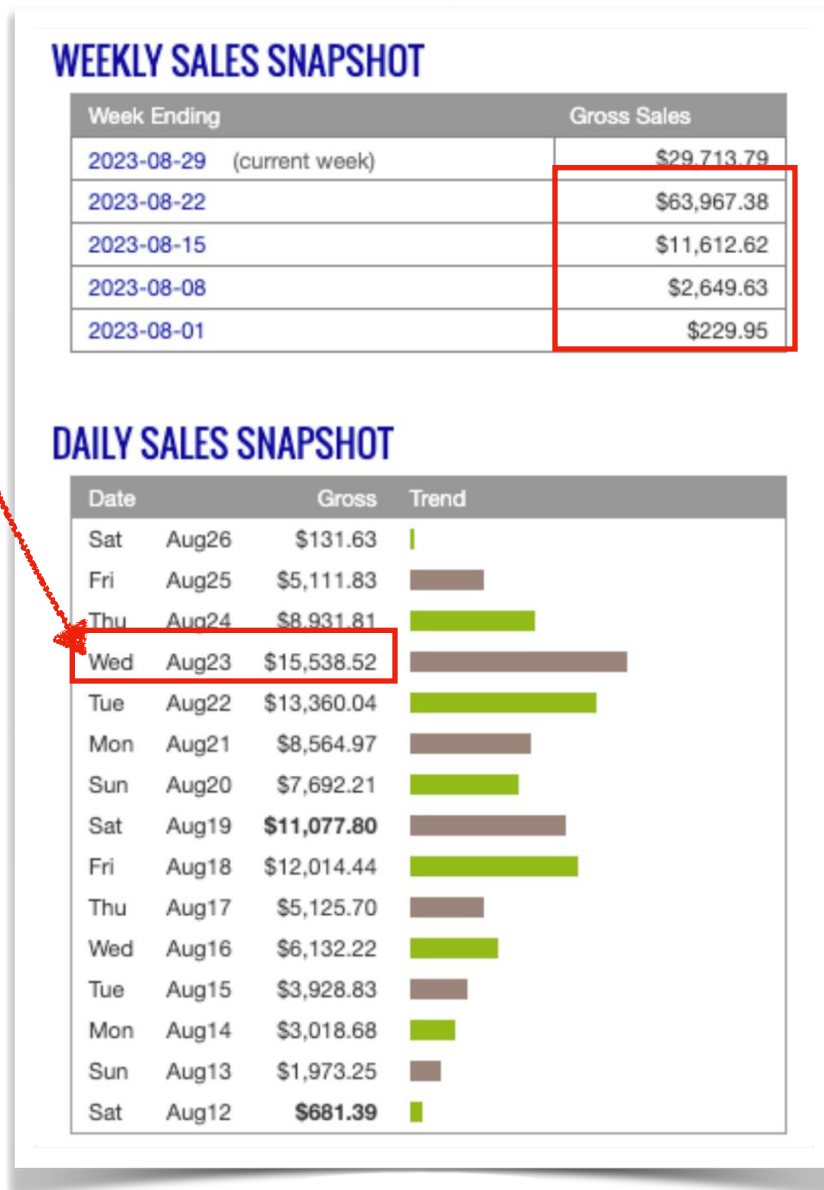 WEEKLY SALES SNAPSHOT
Week Ending Gross Sales
2023-08-29 (current week) $29,713.79
2023-08-22 $63,967.38
2023-08-15 $11,612.62
2023-08-08 $2,649.63
2023-08-01 $229.95
DAILY SALES SNAPSHOT
Date Gross Trend
Sat Aug26 $131.63
Fri Aug25 $5,111.83
Thu Aug24 $8,931.81
Wed Aug23 $15,538.52
Tue Aug22 $13,360.04
Mon Aug21 $8,564.97
Sun Aug20 $7,692.21
Sat Aug19 $11,077.80
Fri Aug18 $12,014.44
Thu Aug17 $5,125.70
Wed Aug16 $6,132.22
Tue Aug15 $3,928.83
Mon Aug14 $3,018.68
Sun Aug13 $1,973.25
Sat Aug12 $681.39